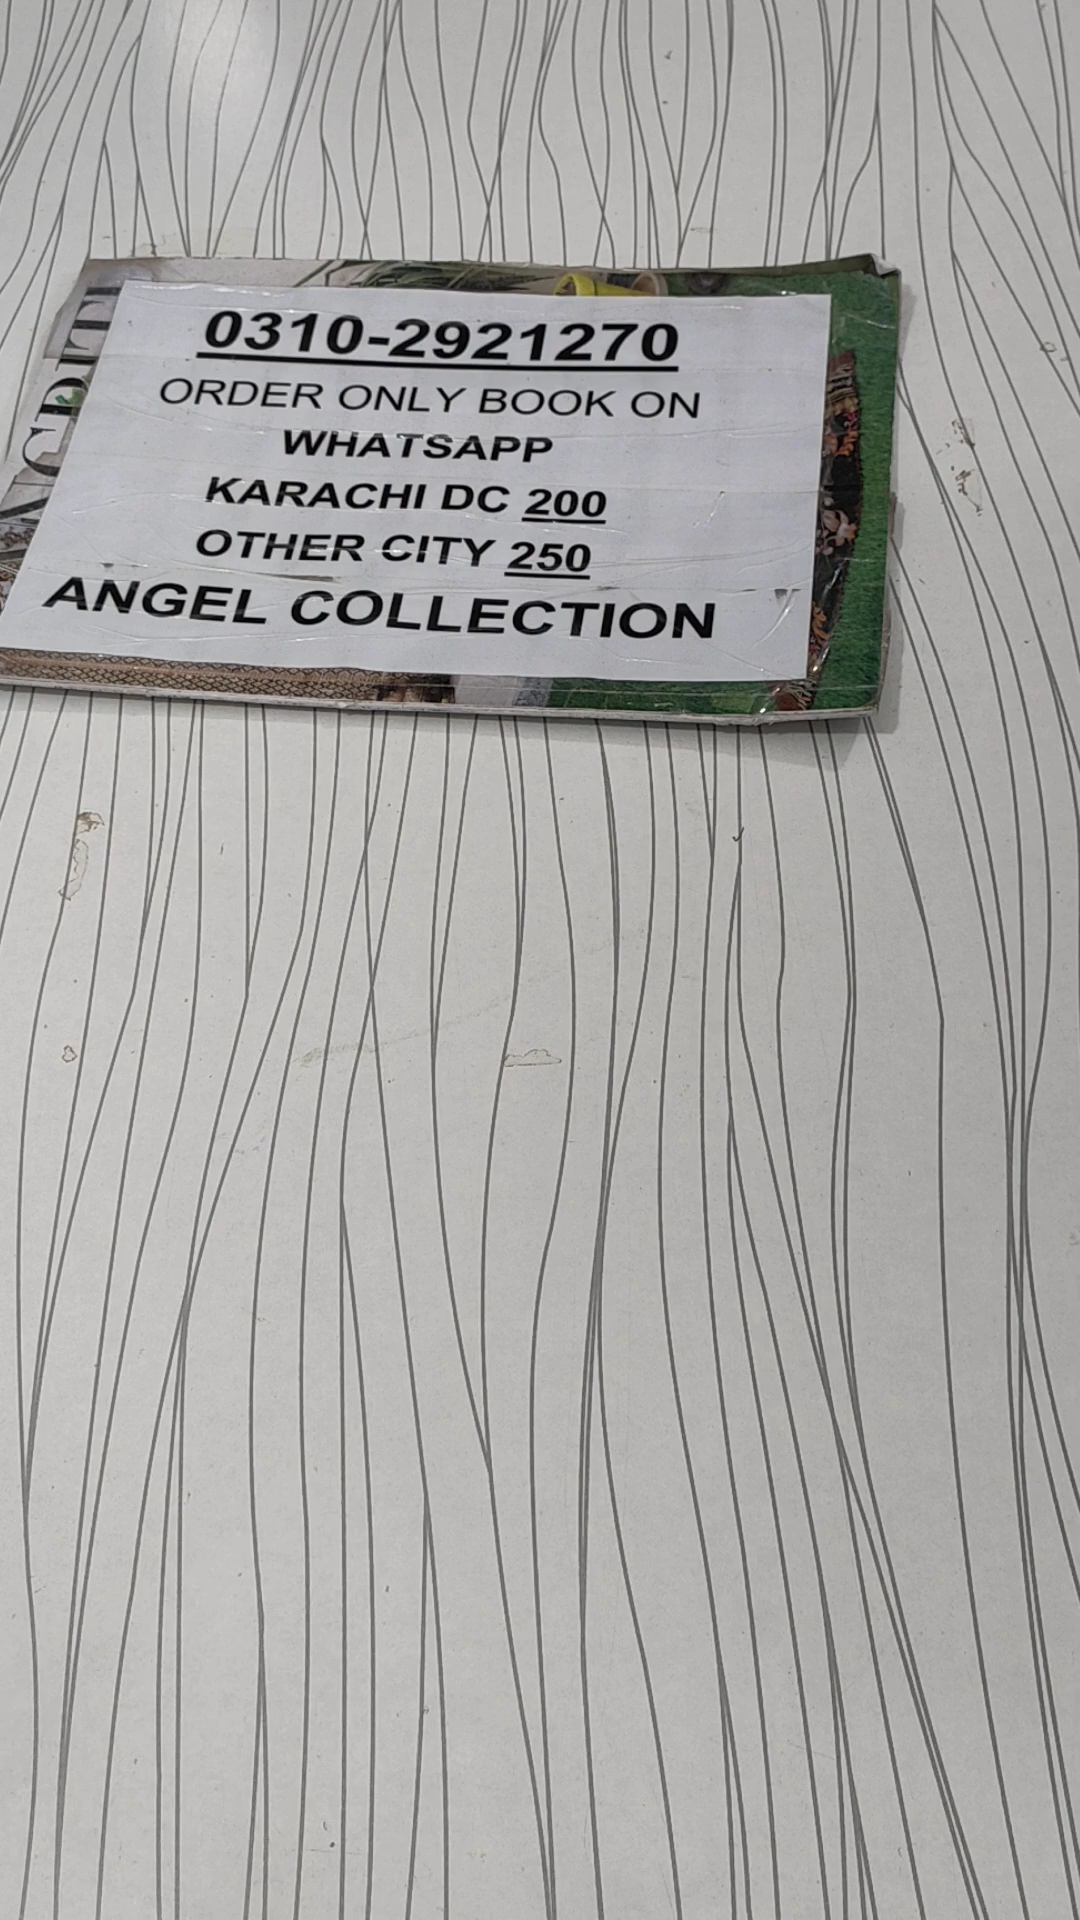 0310-2921270
ORDER ONLY BOOK ON
WHATSAPP
KARACHI DC 200
OTHER CITY 250
ANGEL COLLECTION